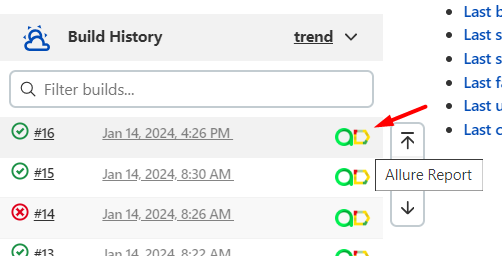 Build History
trend
Filter builds...
#16 Jan 14, 2024, 4:26 PM
#15 Jan 14, 2024, 8:30 AM
#14 Jan 14, 2024, 8:26 AM
#13 Jan 14, 2024, 8:22 AM
Last b
Last s
Last s
Last fa
Last u
Last c
Allure Report